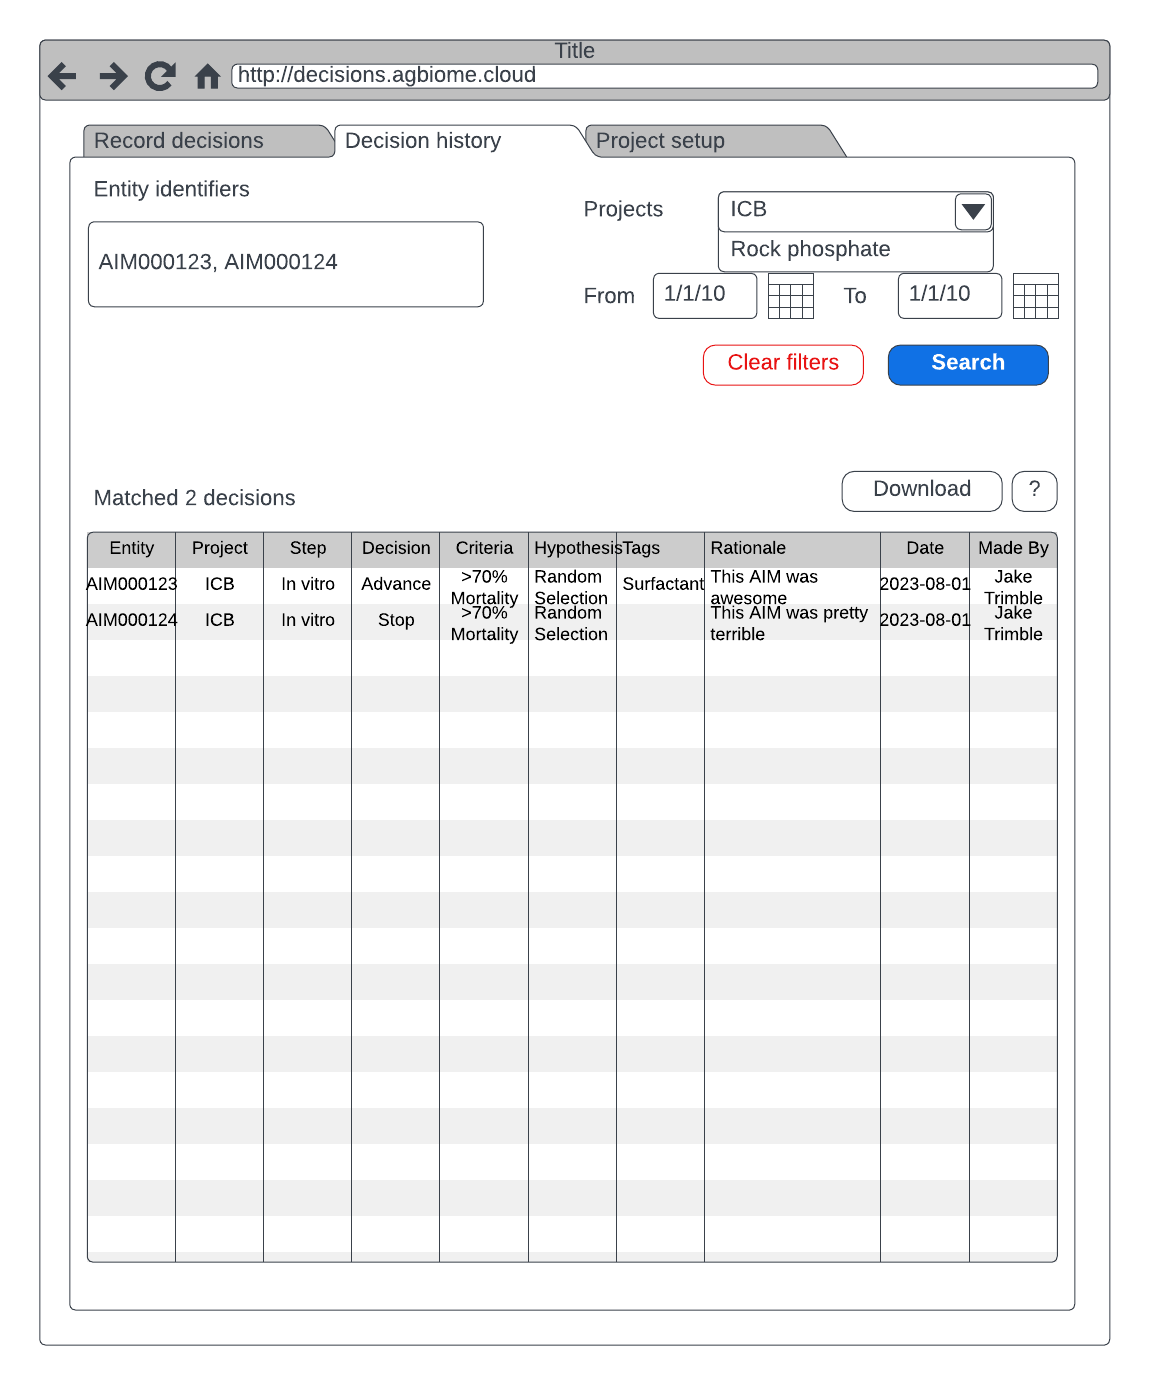 Title
http://decisions.agbiome.cloud
Record decisions
Decision history
Project setup
Entity identifiers
AIM000123, AIM000124
Projects
ICB
Rock phosphate
From
1/1/10
To
1/1/10
Clear filters
Search
Matched 2 decisions
Download
?
Entity Project Step Decision Criteria Hypothesis Tags Rationale Date Made By
AIM000123 ICB In vitro Advance >70% Mortality Random Selection Surfactant This AIM was awesome 2023-08-01 Jake Trimble
AIM000124 ICB In vitro Stop >70% Mortality Random Selection This AIM was pretty terrible 2023-08-01 Jake Trimble